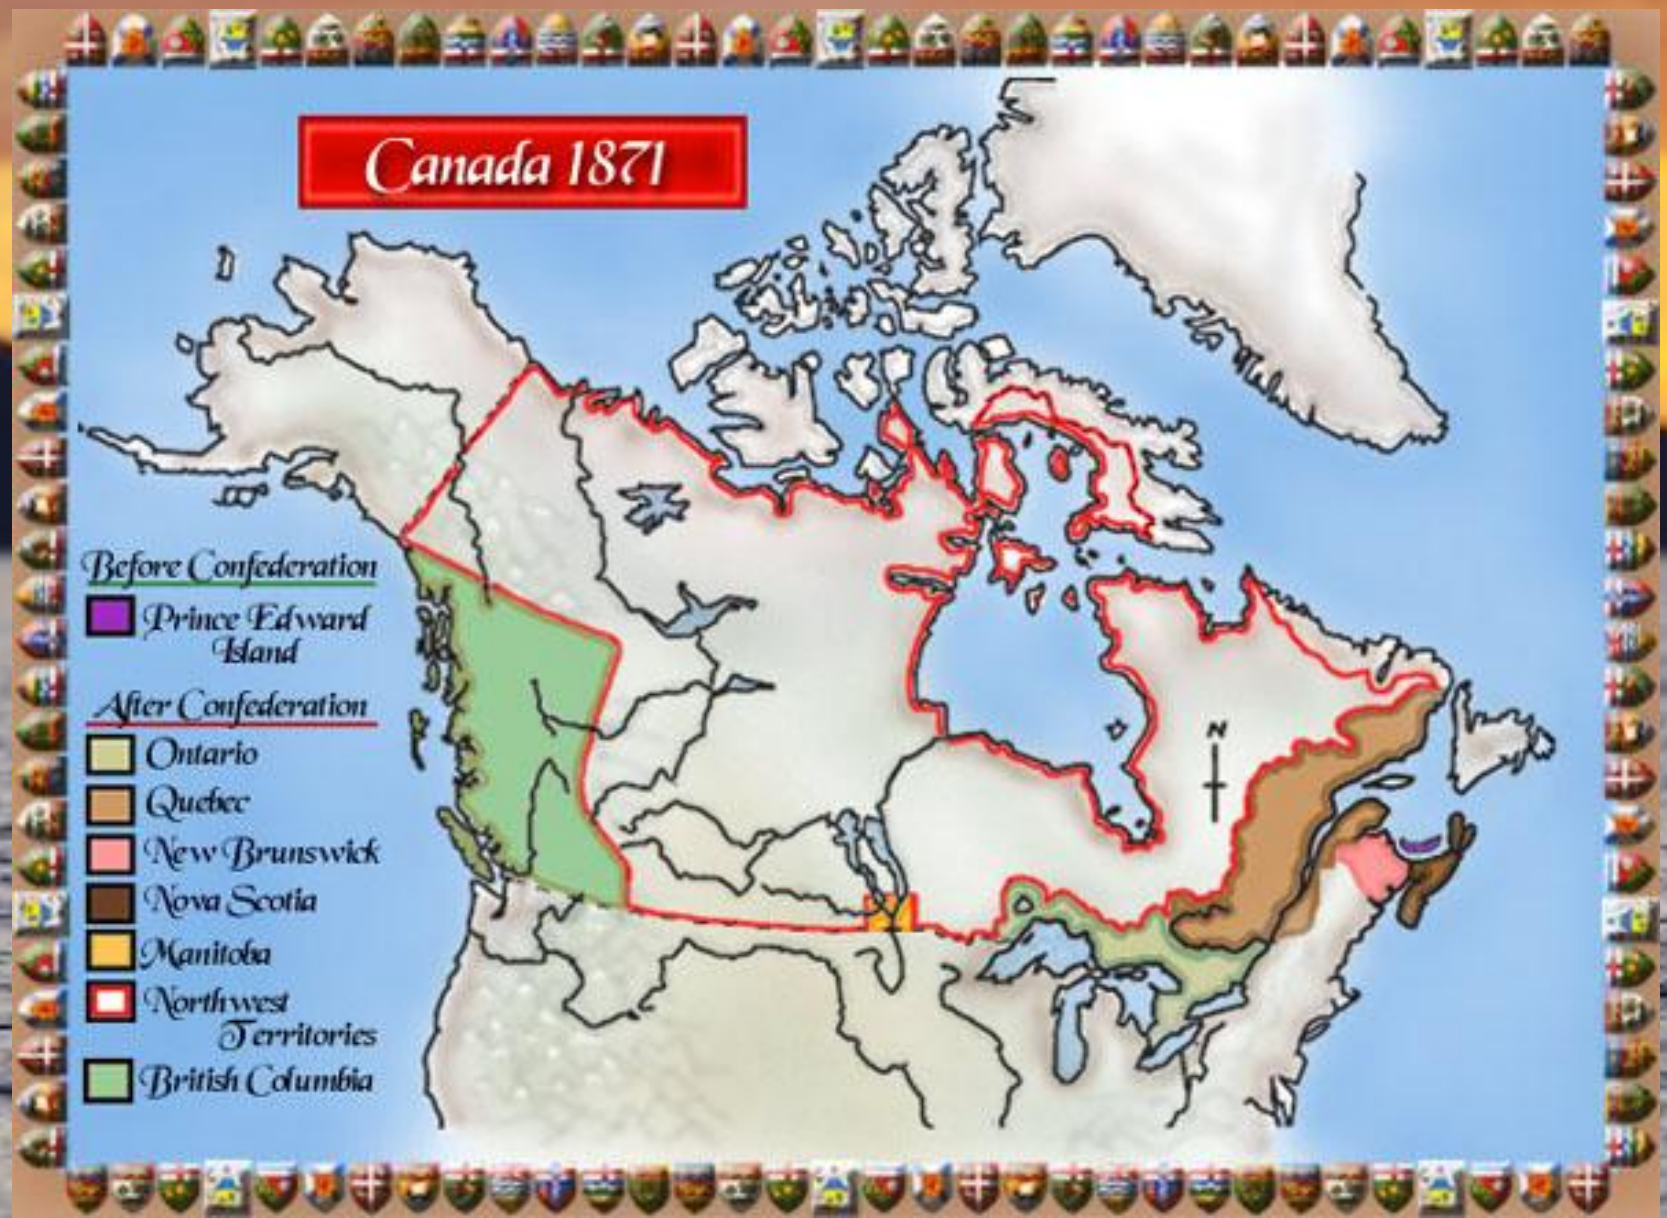 Canada 1871
Before Confederation
Prince Edward
Island
After Confederation
Ontario
Quebec
New Brunswick
Nova Scotia
Manitoba
Northwest
Territories
British Columbia
N